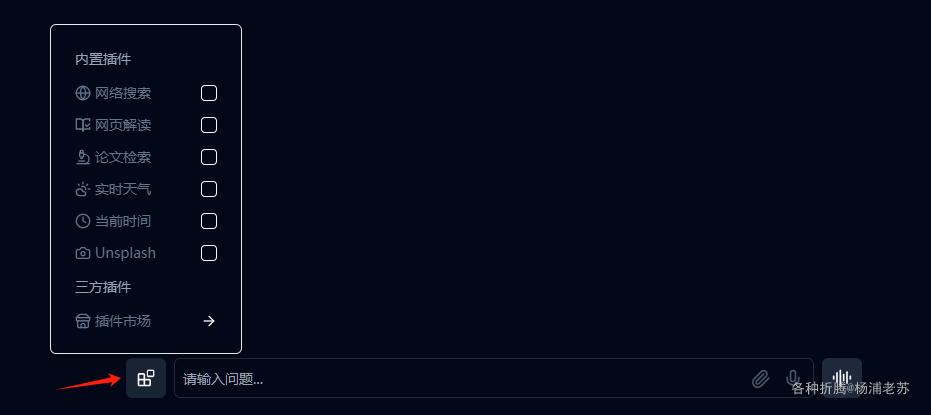 内置插件
网络搜索
网页解读
论文检索
实时天气
当前时间
Unsplash
三方插件
插件市场
请输入问题...
各种折腾@杨浦老苏